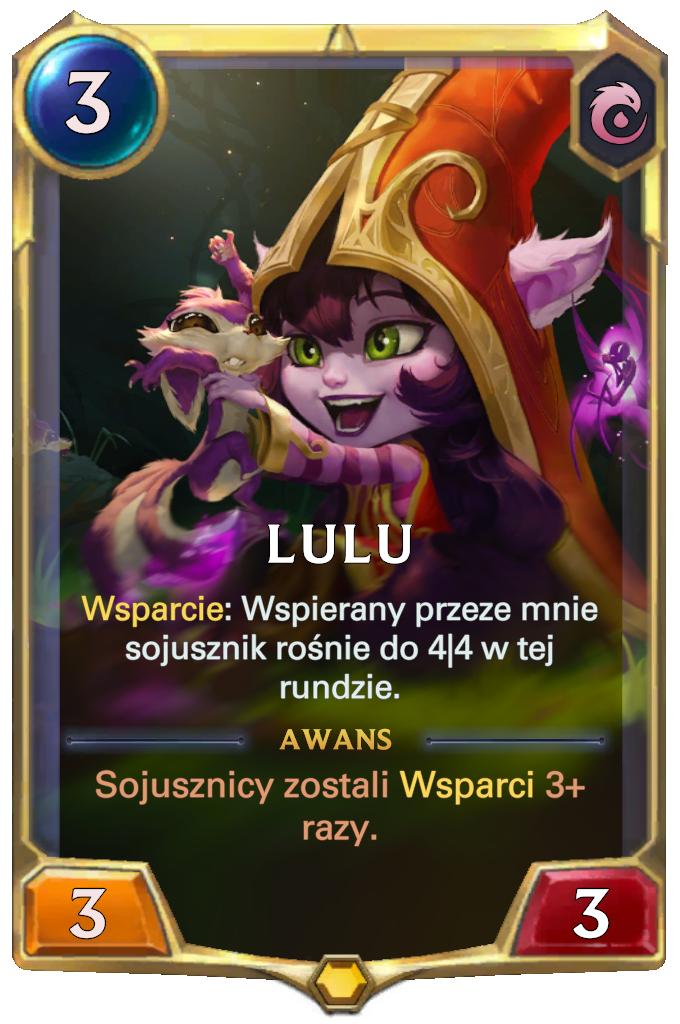 3
LULU
Wsparcie: Wspierany przeze mnie
sojusznik rośnie do 4|4 w tej
rundzie.
AWANS
Sojusznicy zostali Wsparci 3+
razy.
3
3